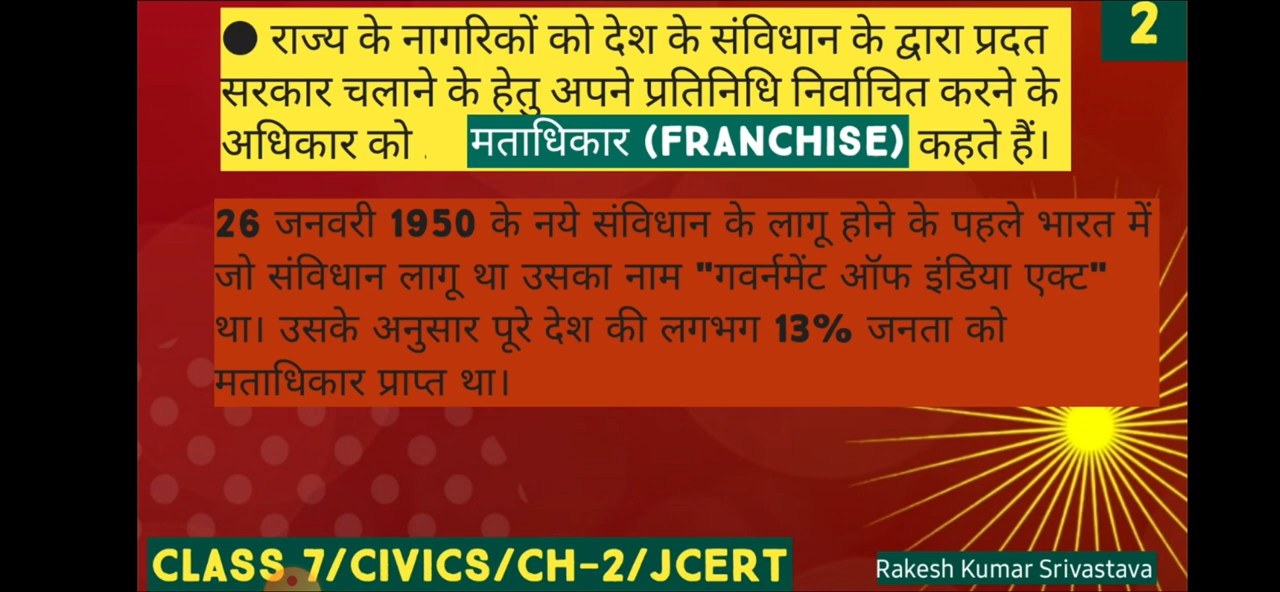 2
● राज्य के नागरिकों को देश के संविधान के द्वारा प्रदत
सरकार चलाने के हेतु अपने प्रतिनिधि निर्वाचित करने के
अधिकार को . मताधिकार (FRANCHISE) कहते हैं।
26 जनवरी 1950 के नये संविधान के लागू होने के पहले भारत में
जो संविधान लागू था उसका नाम "गवर्नमेंट ऑफ इंडिया एक्ट"
था। उसके अनुसार पूरे देश की लगभग 13% जनता को
मताधिकार प्राप्त था।
CLASS 7/CIVICS/CH-2/JCERT
Rakesh Kumar Srivastava